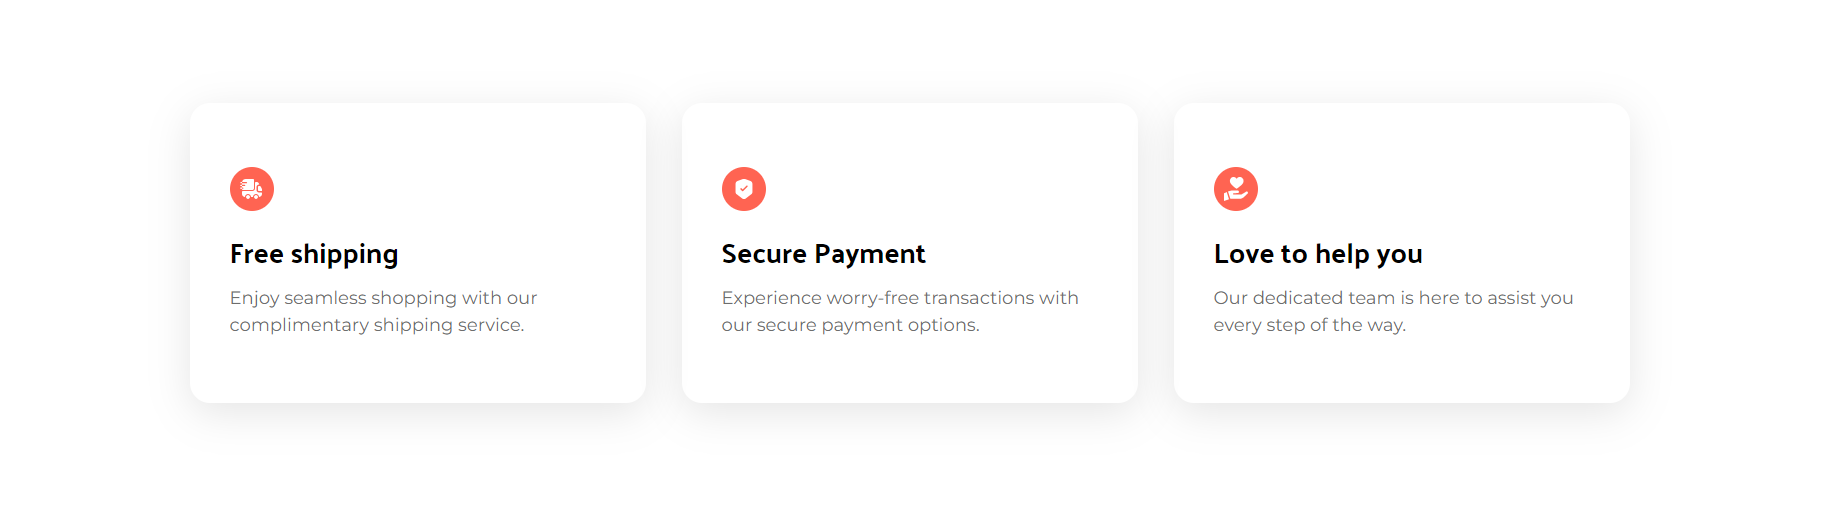 Free shipping
Enjoy seamless shopping with our
complimentary shipping service.
Secure Payment
Experience worry-free transactions with
our secure payment options.
Love to help you
Our dedicated team is here to assist you
every step of the way.